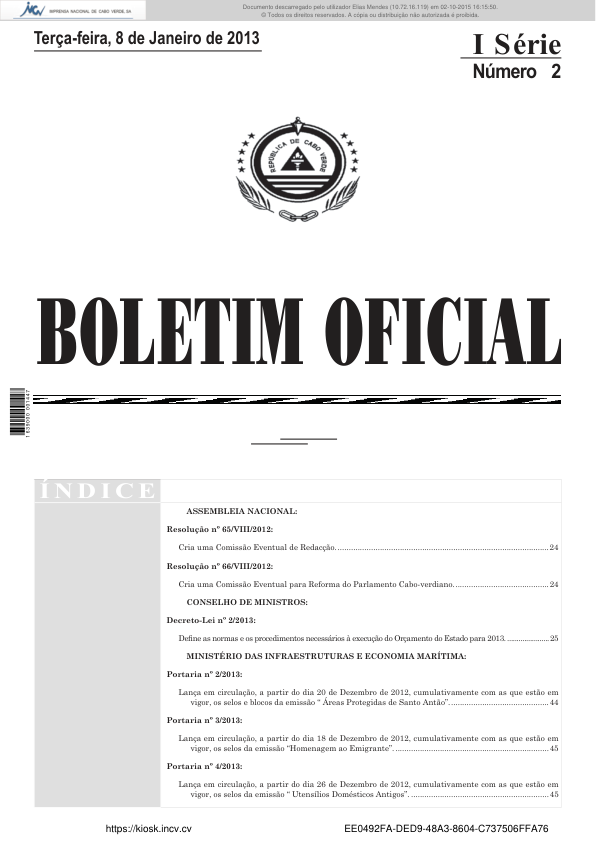 INCV IMPRENSA NACIONAL DE CABO VERDE, SA
Documento descarregado pelo utilizador Elias Mendes (10.72.16.119) em 02-10-2015 16:15:50.
© Todos os direitos reservados. A cópia ou distribuição não autorizada é proibida.
Terça-feira, 8 de Janeiro de 2013
I Série
Número 2
REPÚBLICA DE CABO VERDE
BOLETIM OFICIAL
ÍNDICE
ASSEMBLEIA NACIONAL:
Resolução nº 65/VIII/2012:
Cria uma Comissão Eventual de Redacção. 24
Resolução nº 66/VIII/2012:
Cria uma Comissão Eventual para Reforma do Parlamento Cabo-verdiano. 24
CONSELHO DE MINISTROS:
Decreto-Lei nº 2/2013:
Define as normas e os procedimentos necessários à execução do Orçamento do Estado para 2013. 25
MINISTÉRIO DAS INFRAESTRUTURAS E ECONOMIA MARÍTIMA:
Portaria nº 2/2013:
Lança em circulação, a partir do dia 20 de Dezembro de 2012, cumulativamente com as que estão em
vigor, os selos e blocos da emissão “ Áreas Protegidas de Santo Antão”. 44
Portaria nº 3/2013:
Lança em circulação, a partir do dia 18 de Dezembro de 2012, cumulativamente com as que estão em
vigor, os selos da emissão “Homenagem ao Emigrante”. 45
Portaria nº 4/2013:
Lança em circulação, a partir do dia 26 de Dezembro de 2012, cumulativamente com as que estão em
vigor, os selos da emissão “ Utensílios Domésticos Antigos”. 45
https://kiosk.incv.cv
EE0492FA-DED9-48A3-8604-C737506FFA76